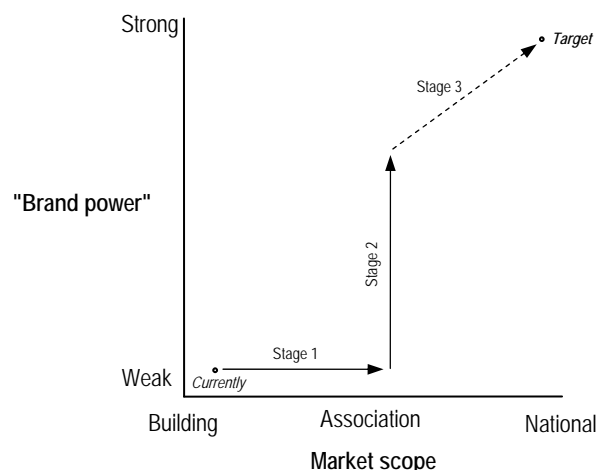 Strong
Target
Stage 3
"Brand power"
Stage 2
Stage 1
Weak
Currently
Building
Association
National
Market scope